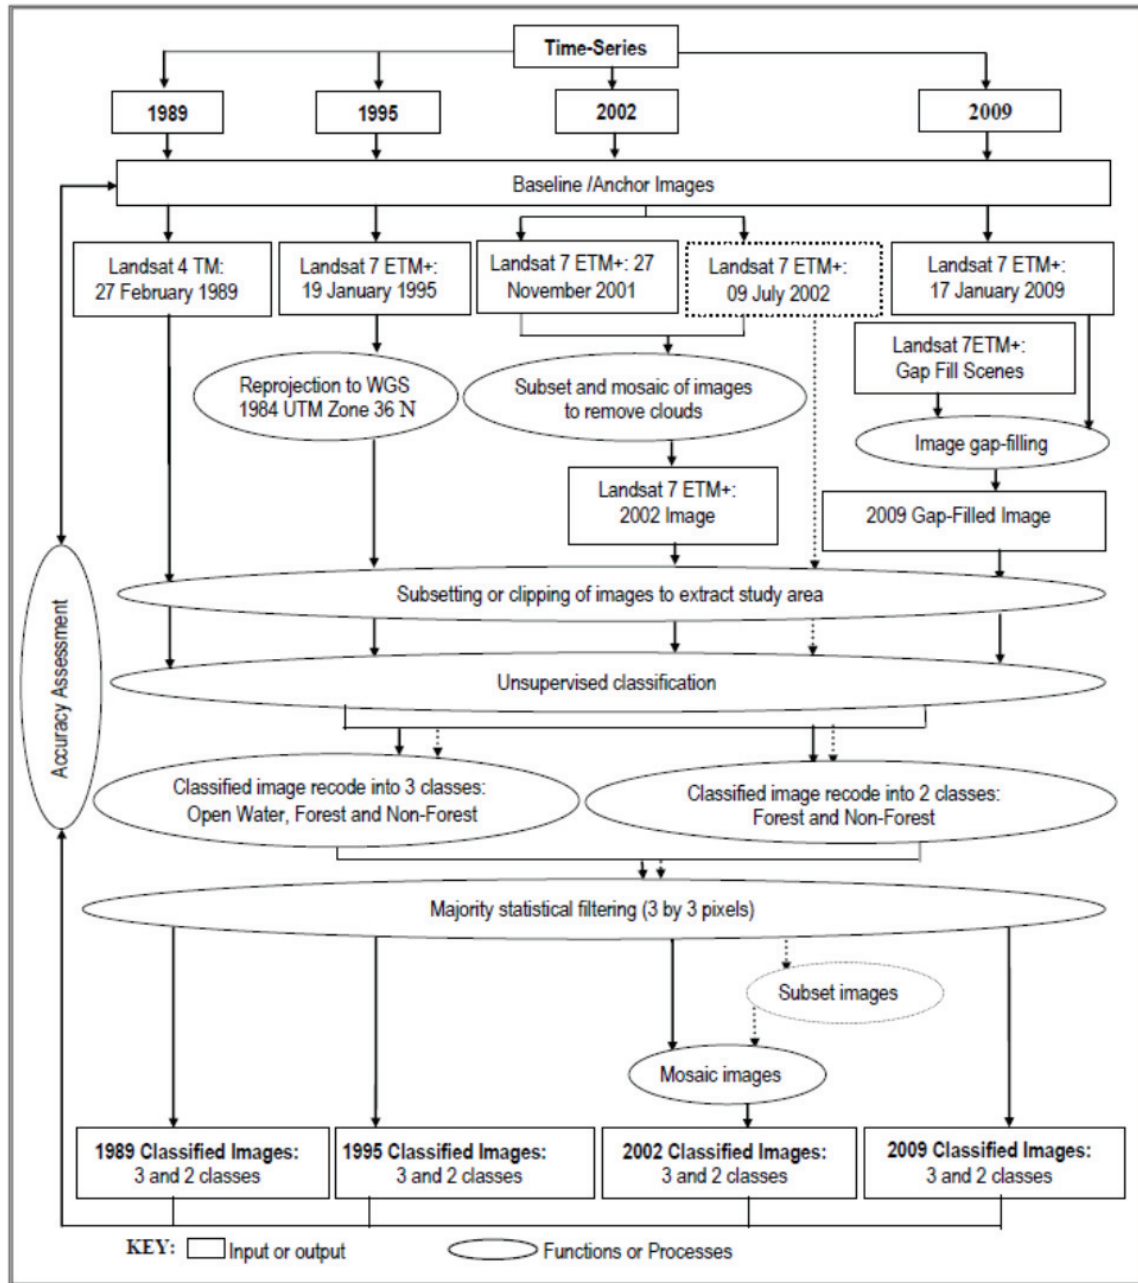 Time-Series
1989
1995
2002
2009
Baseline /Anchor Images
Landsat 4 TM:
27 February 1989
Landsat 7 ETM+:
19 January 1995
Landsat 7 ETM+: 27
November 2001
Landsat 7 ETM+:
09 July 2002
Landsat 7 ETM+:
17 January 2009
Landsat 7ETM+:
Gap Fill Scenes
Reprojection to WGS
1984 UTM Zone 36 N
Subset and mosaic of images
to remove clouds
Image gap-filling
Landsat 7 ETM+:
2002 Image
2009 Gap-Filled Image
Subsetting or clipping of images to extract study area
Accuracy Assessment
Unsupervised classification
Classified image recode into 3 classes:
Open Water, Forest and Non-Forest
Classified image recode into 2 classes:
Forest and Non-Forest
Majority statistical filtering (3 by 3 pixels)
Subset images
Mosaic images
1989 Classified Images:
3 and 2 classes
1995 Classified Images:
3 and 2 classes
2002 Classified Images:
3 and 2 classes
2009 Classified Images:
3 and 2 classes
KEY: Input or output Functions or Processes